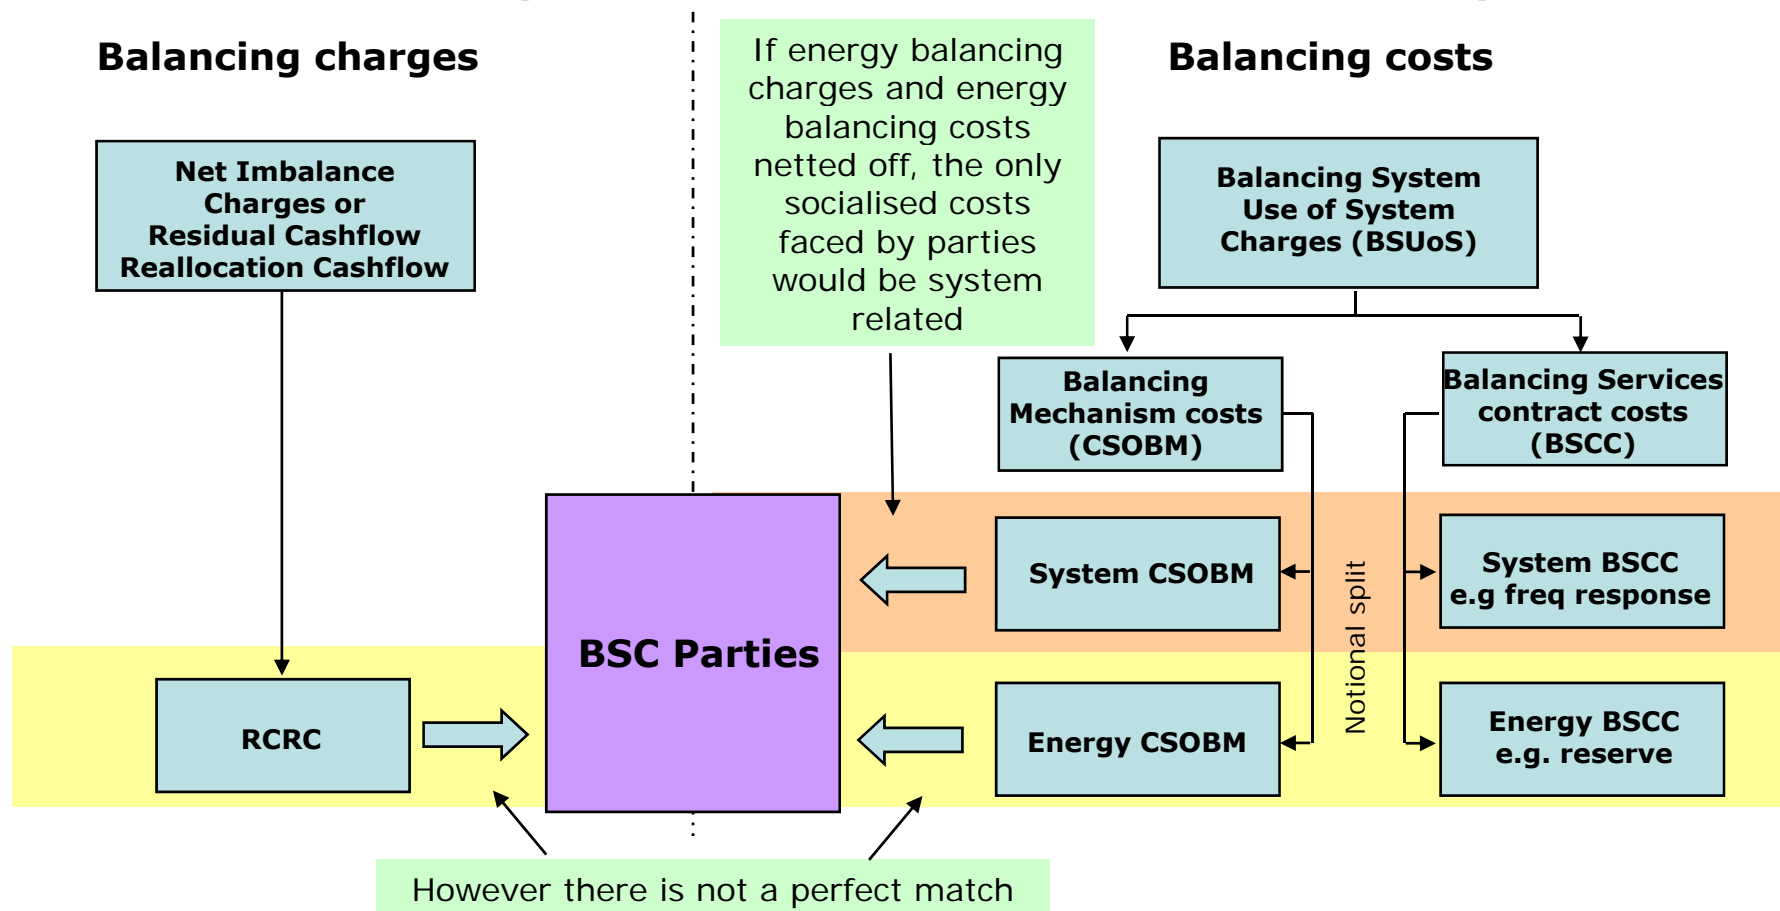 Balancing charges
Balancing costs
If energy balancing
charges and energy
balancing costs
netted off, the only
socialised costs
faced by parties
would be system
related
Net Imbalance
Charges or
Residual Cashflow
Reallocation Cashflow
Balancing System
Use of System
Charges (BSUoS)
Balancing
Mechanism costs
(CSOBM)
Balancing Services
contract costs
(BSCC)
System CSOBM
System BSCC
e.g freq response
Notional split
BSC Parties
RCRC
Energy CSOBM
Energy BSCC
e.g. reserve
However there is not a perfect match